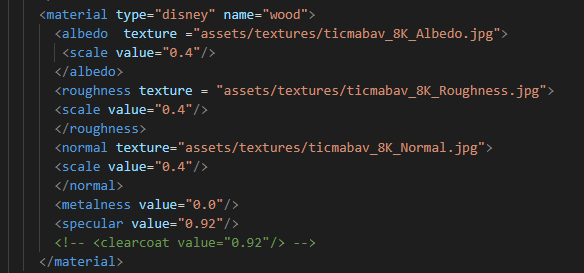 <material type="disney" name="wood">
<albedo  texture ="assets/textures/ticmabav_8K_Albedo.jpg">
<scale value="0.4"/>
</albedo>
<roughness texture = "assets/textures/ticmabav_8K_Roughness.jpg">
<scale value="0.4"/>
</roughness>
<normal texture="assets/textures/ticmabav_8K_Normal.jpg">
<scale value="0.4"/>
</normal>
<metalness value="0.0"/>
<specular value="0.92"/>
<!-- <clearcoat value="0.92"/> -->
</material>